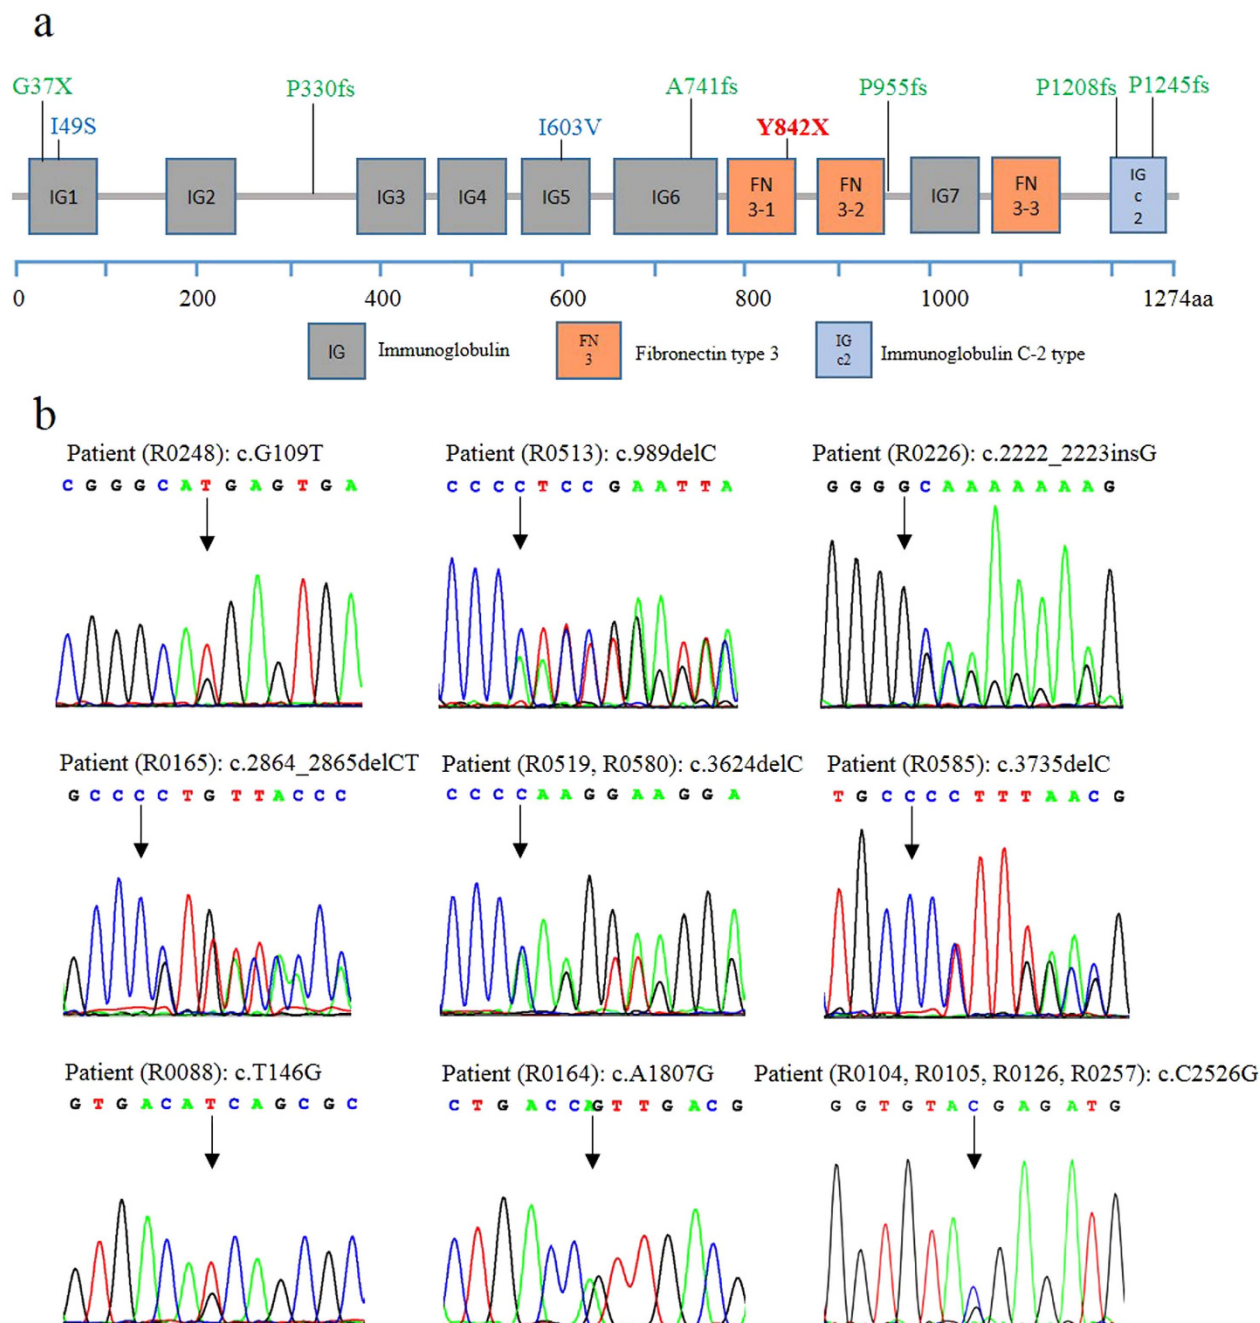 a
G37X P330fs A741fs P955fs P1208fs P1245fs
I49S I603V Y842X
IG1 IG2 IG3 IG4 IG5 IG6 FN 3-1 FN 3-2 IG7 FN 3-3 IG c 2
0 200 400 600 800 1000 1274aa
IG Immunoglobulin FN 3 Fibronectin type 3 IG c2 Immunoglobulin C-2 type
b
Patient (R0248): c.G109T Patient (R0513): c.989delC Patient (R0226): c.2222_2223insG
C G G G C A T G A G T G A C C C C T C C G A A T T A G G G G C A A A A A A A G
Patient (R0165): c.2864_2865delCT Patient (R0519, R0580): c.3624delC Patient (R0585): c.3735delC
G C C C C T G T T A C C C C C C C A A G G A A G G A T G C C C C T T T A A C G
Patient (R0088): c.T146G Patient (R0164): c.A1807G Patient (R0104, R0105, R0126, R0257): c.C2526G
G T G A C A T C A G C G C C T G A C C A G T T G A C G G G T G T A C G A G A T G